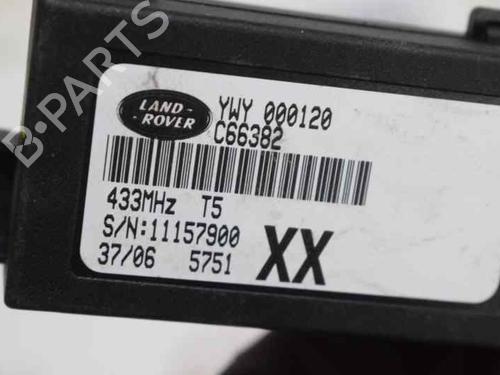 LAND-
ROVER
YWY 000120
C66382
433MHz T5
S/N:11157900
37/06 5751
XX
B-PARTS